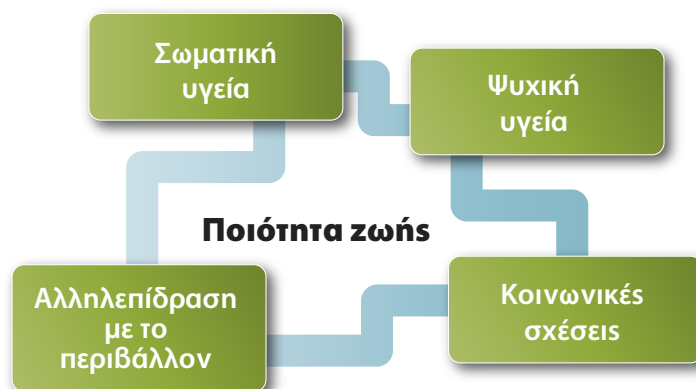 Σωματική
υγεία
Ψυχική
υγεία
Ποιότητα ζωής
Αλληλεπίδραση
με το
περιβάλλον
Κοινωνικές
σχέσεις